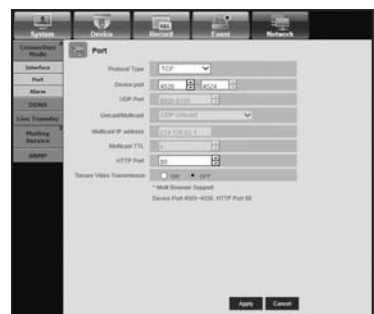 System Device Record Event Network
Connection
Mode
Interface
Port
Alarm
DDNS
Live Transfer
Mailing
Service
SNMP
Port
Protocol Type TCP
Device port 4520 4524
UDP Port
Unicast/Multicast UDP-Unicast
Multicast IP address
Multicast TTL
HTTP Port 80
Secure Video Transmission ON OFF
* Multi Browser Support
Device Port 4505~4530, HTTP Port 80
Apply Cancel